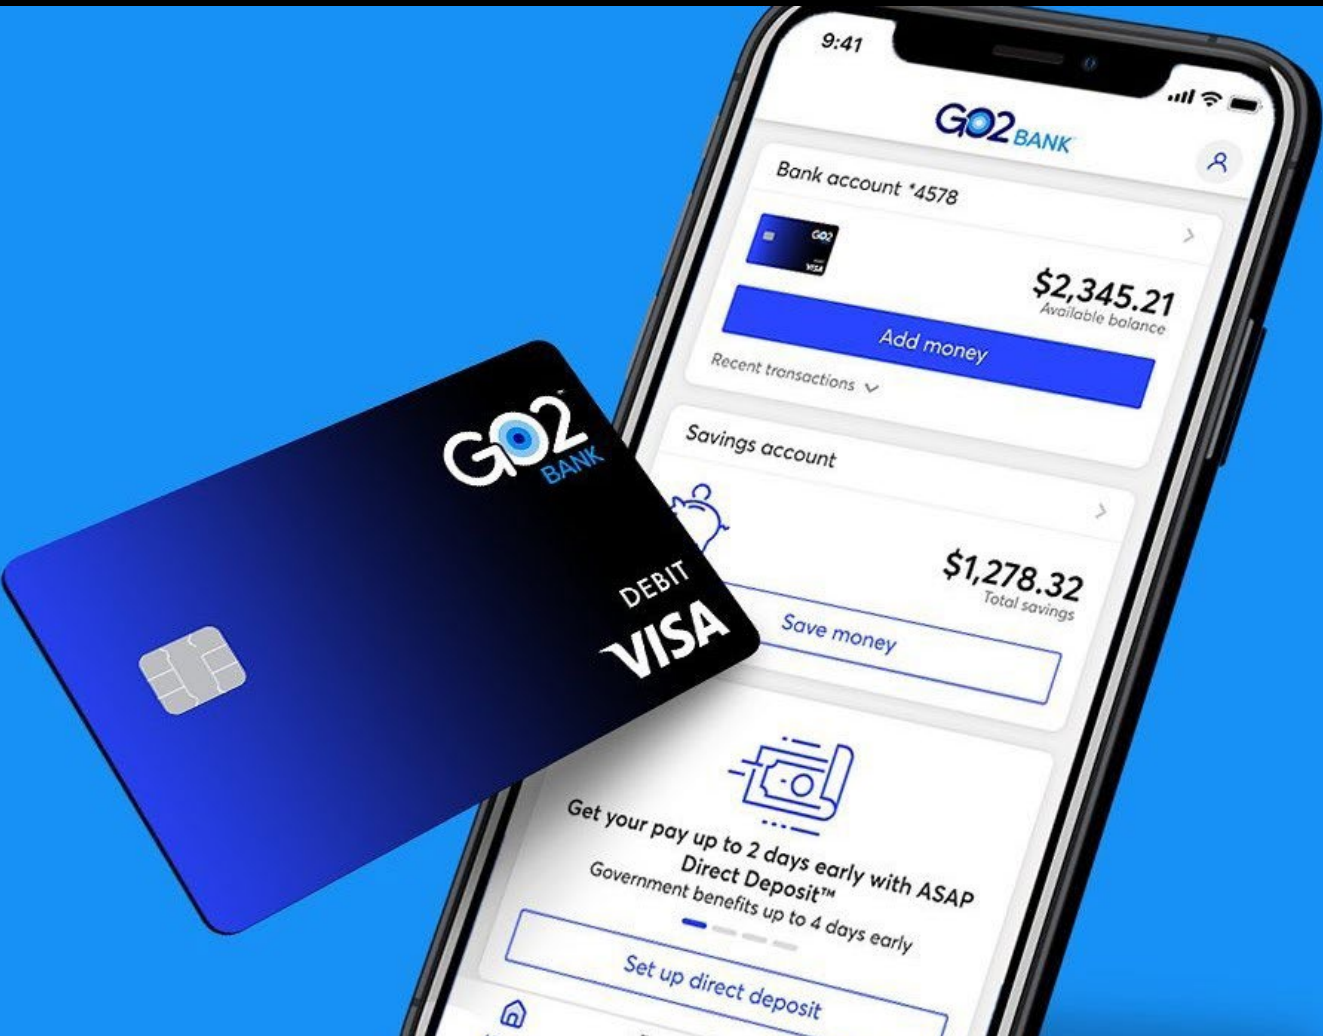 9:41
GO2 BANK
Bank account *4578
GO2
VISA
$2,345.21
Available balance
Add money
Recent transactions
Savings account
$1,278.32
Total savings
Save money
Get your pay up to 2 days early with ASAP
Direct Deposit™
Government benefits up to 4 days early
Set up direct deposit
GO2™
BANK
DEBIT
VISA